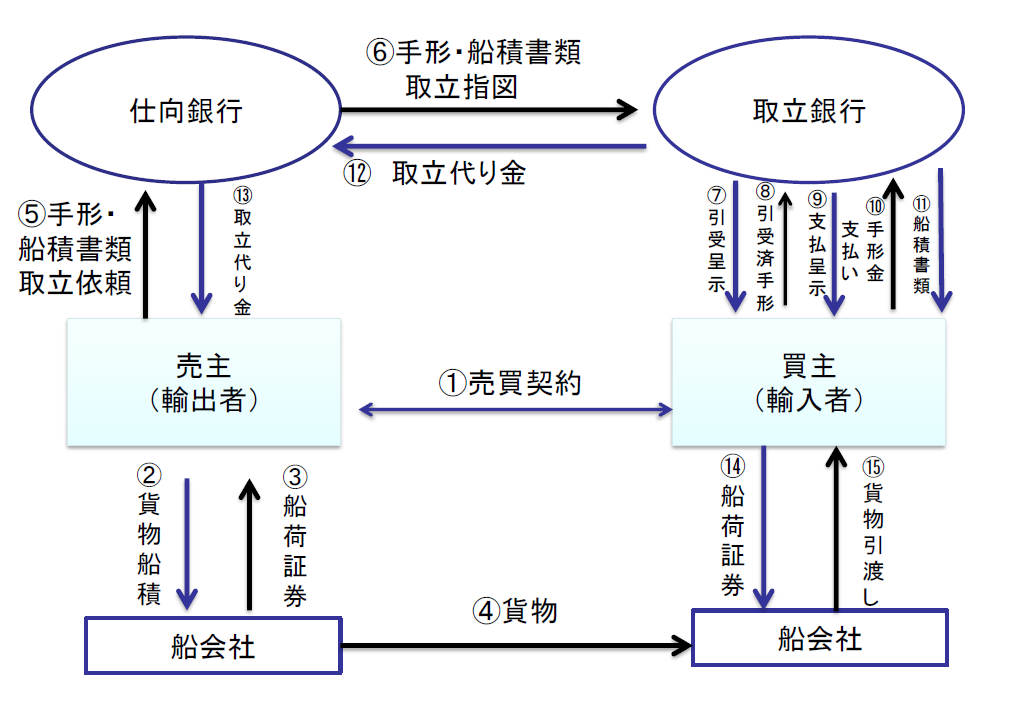 ⑥手形・船積書類
取立指図
仕向銀行
取立銀行
⑫ 取立代り金
⑤手形・
船積書類
取立依頼
⑬取立代り金
⑦引受呈示
⑧引受済手形
⑨支払呈示
⑩手形金
支払い
⑪船積書類
売主
（輸出者）
①売買契約
買主
（輸入者）
②貨物船積
③船荷証券
⑭船荷証券
⑮貨物引渡し
④貨物
船会社
船会社